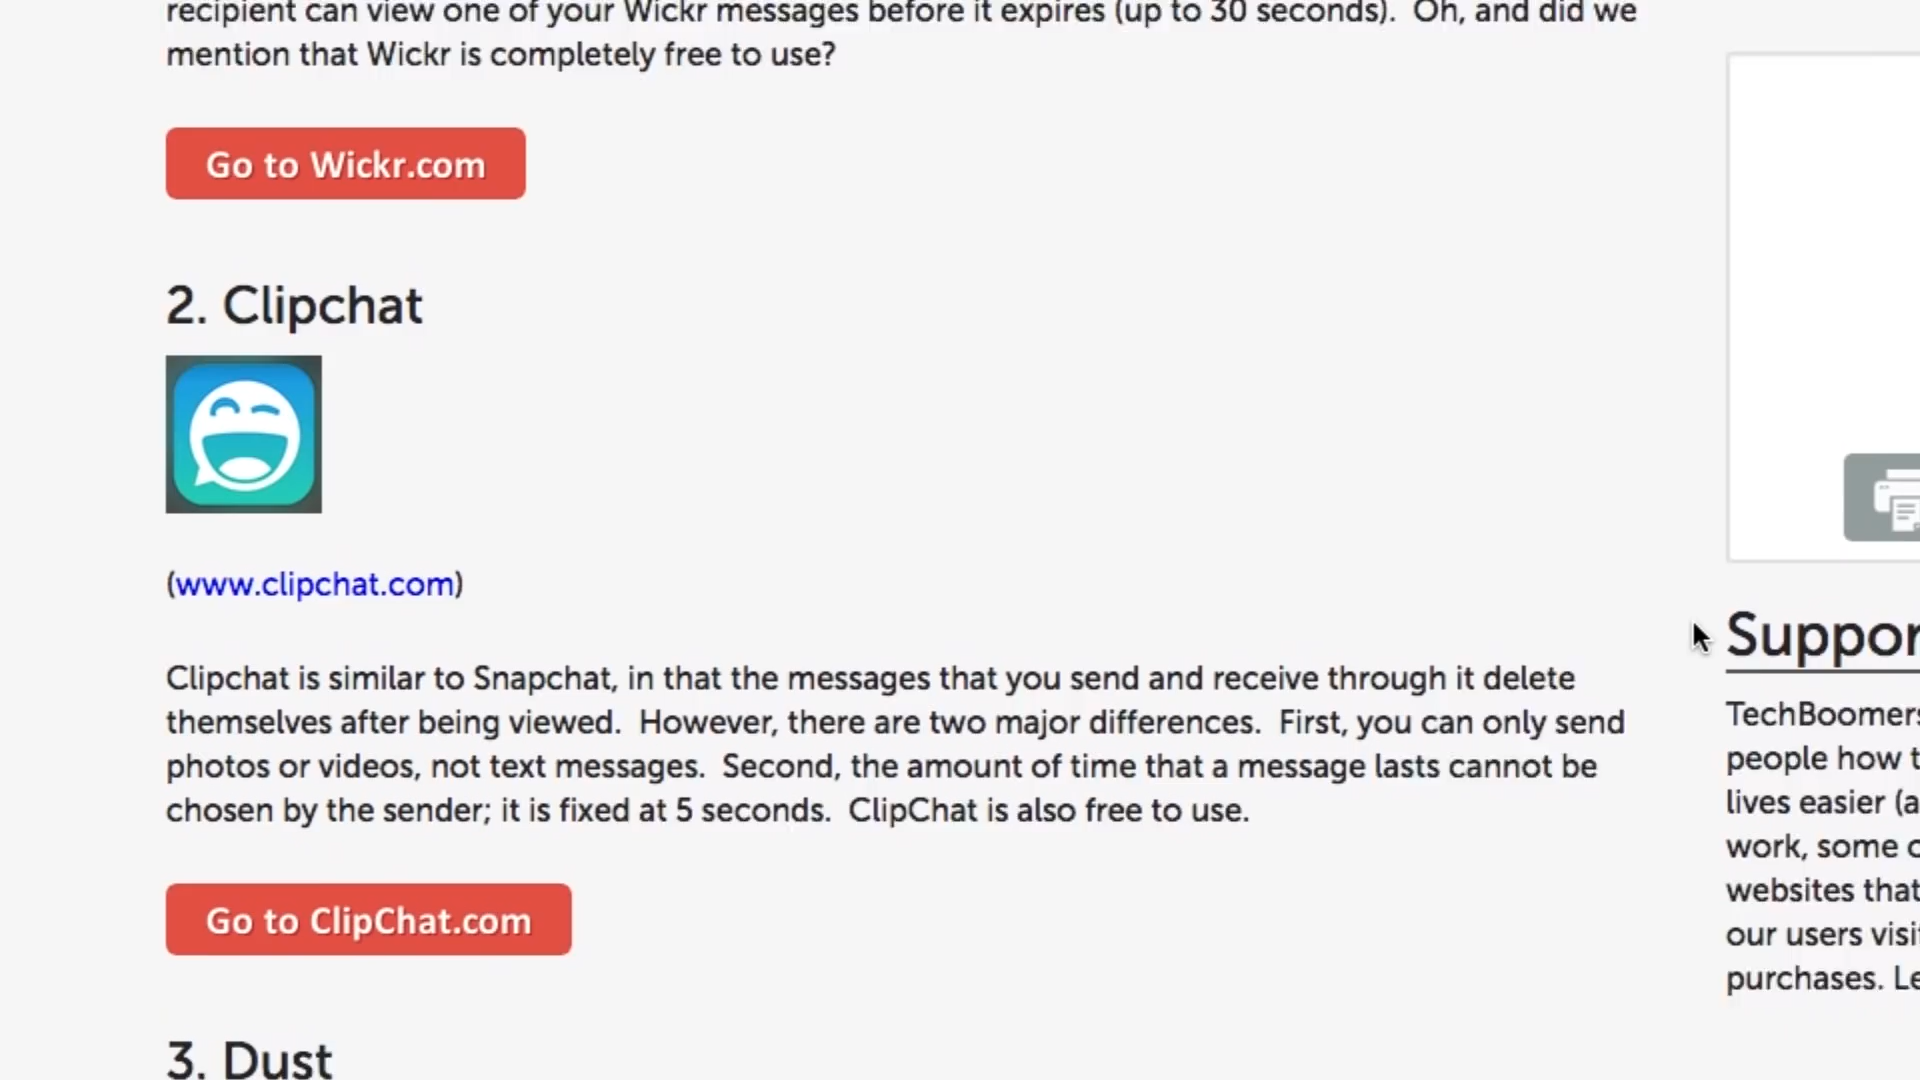 recipient can view one of your Wickr messages before it expires (up to 30 seconds).  Oh, and did we
mention that Wickr is completely free to use?
Go to Wickr.com
2. Clipchat
(www.clipchat.com)
Clipchat is similar to Snapchat, in that the messages that you send and receive through it delete
themselves after being viewed.  However, there are two major differences.  First, you can only send
photos or videos, not text messages.  Second, the amount of time that a message lasts cannot be
chosen by the sender; it is fixed at 5 seconds.  ClipChat is also free to use.
Go to ClipChat.com
3. Dust
Suppor
TechBoomers
people how t
lives easier (a
work, some o
websites that
our users visi
purchases. Le